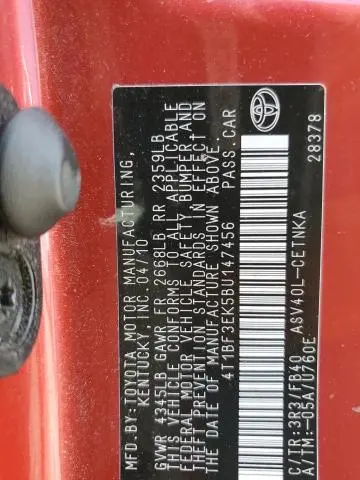 MFD. BY: TOYOTA MOTOR MANUFACTURING,
KENTUCKY, INC. 04/10
GVWR 4345LB GAWR FR 2668LB RR 2359LB
THIS VEHICLE CONFORMS TO ALL APPLICABLE
FEDERAL MOTOR VEHICLE SAFETY, BUMPER, AND
THEFT PREVENTION STANDARDS IN EFFECT ON
THE DATE OF MANUFACTURE SHOWN ABOVE.
4T1BF3EK5BU147456 PASS.CAR
C/TR:3R3/FB40 ASV40L-CETNKA
A/TM:-05A/U760E 28378